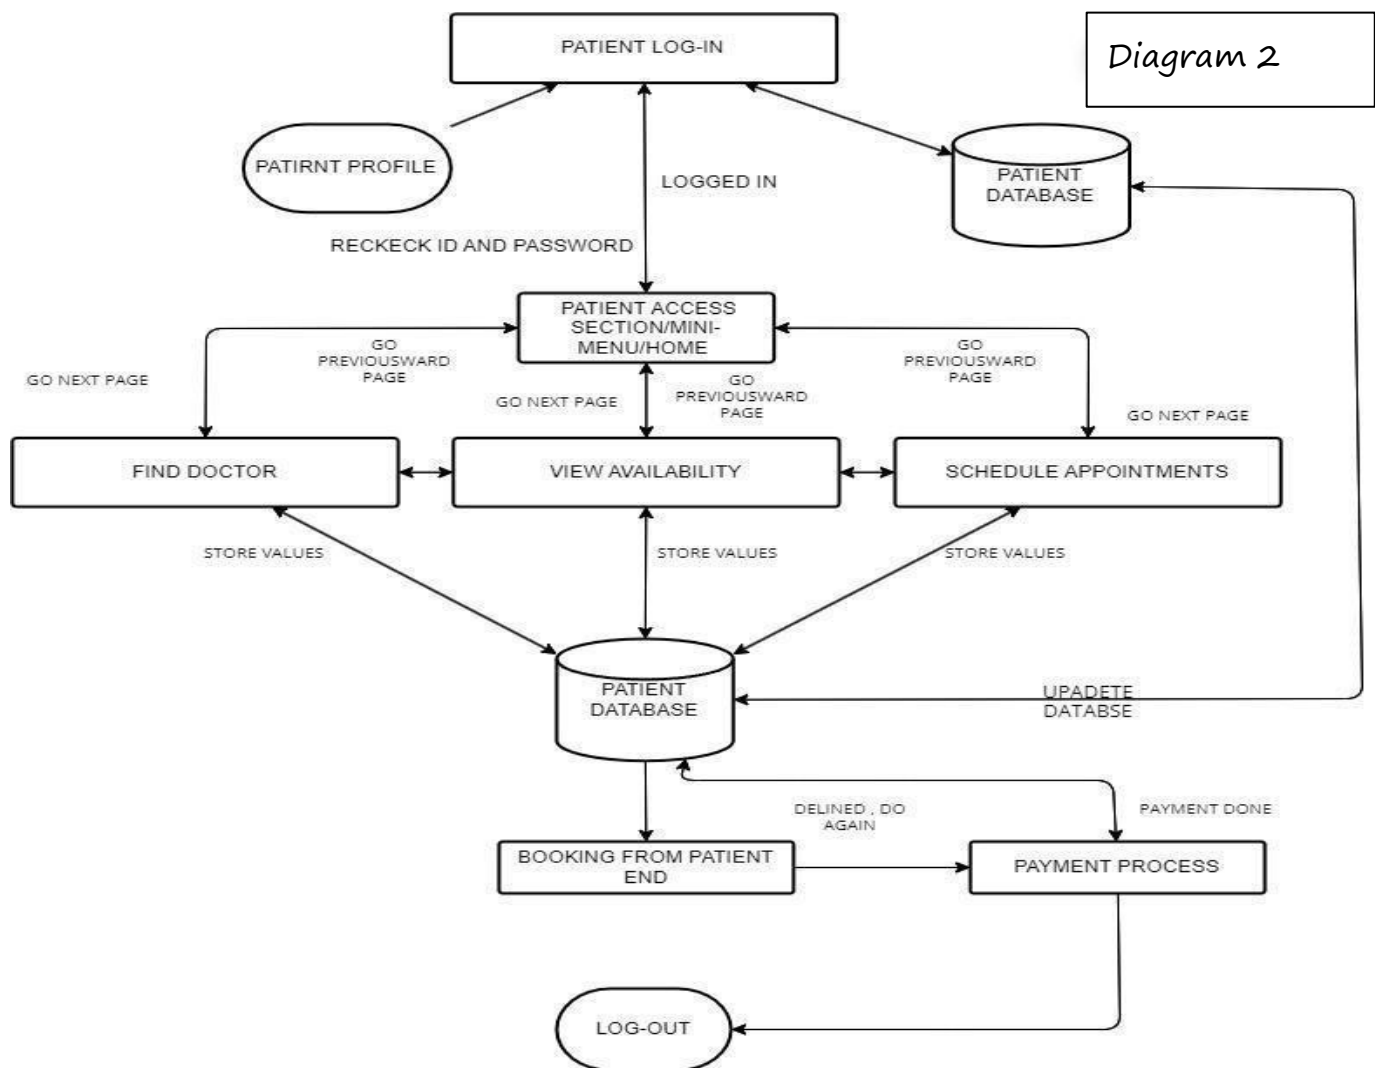 PATIENT LOG-IN
Diagram 2
PATIRNT PROFILE
PATIENT
DATABASE
LOGGED IN
RECKECK ID AND PASSWORD
PATIENT ACCESS
SECTION/MINI-
MENU/HOME
GO
PREVIOUSWARD
PAGE
GO
PREVIOUSWARD
PAGE
GO NEXT PAGE
GO NEXT PAGE
GO
PREVIOUSWARD
PAGE
GO NEXT PAGE
FIND DOCTOR
VIEW AVAILABILITY
SCHEDULE APPOINTMENTS
STORE VALUES
STORE VALUES
STORE VALUES
PATIENT
DATABASE
UPADETE
DATABSE
DELINED , DO
AGAIN
PAYMENT DONE
BOOKING FROM PATIENT
END
PAYMENT PROCESS
LOG-OUT